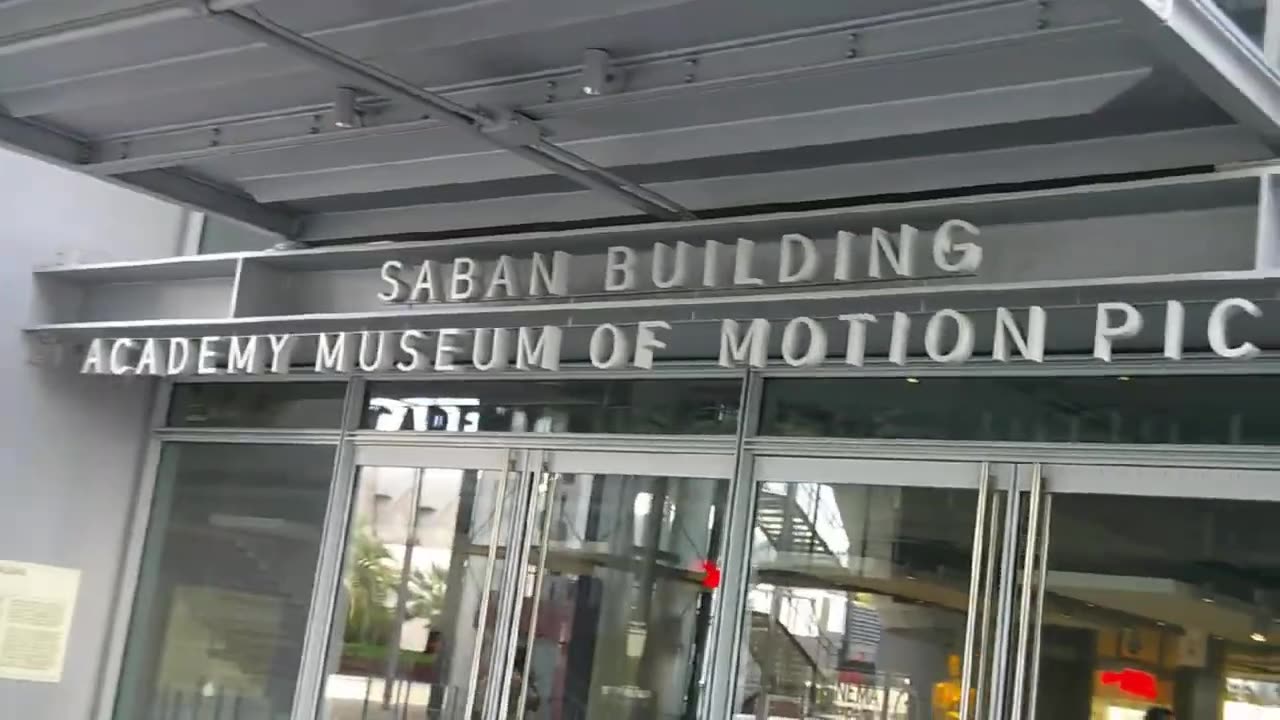 SABAN BUILDING
ACADEMY MUSEUM OF MOTION PIC